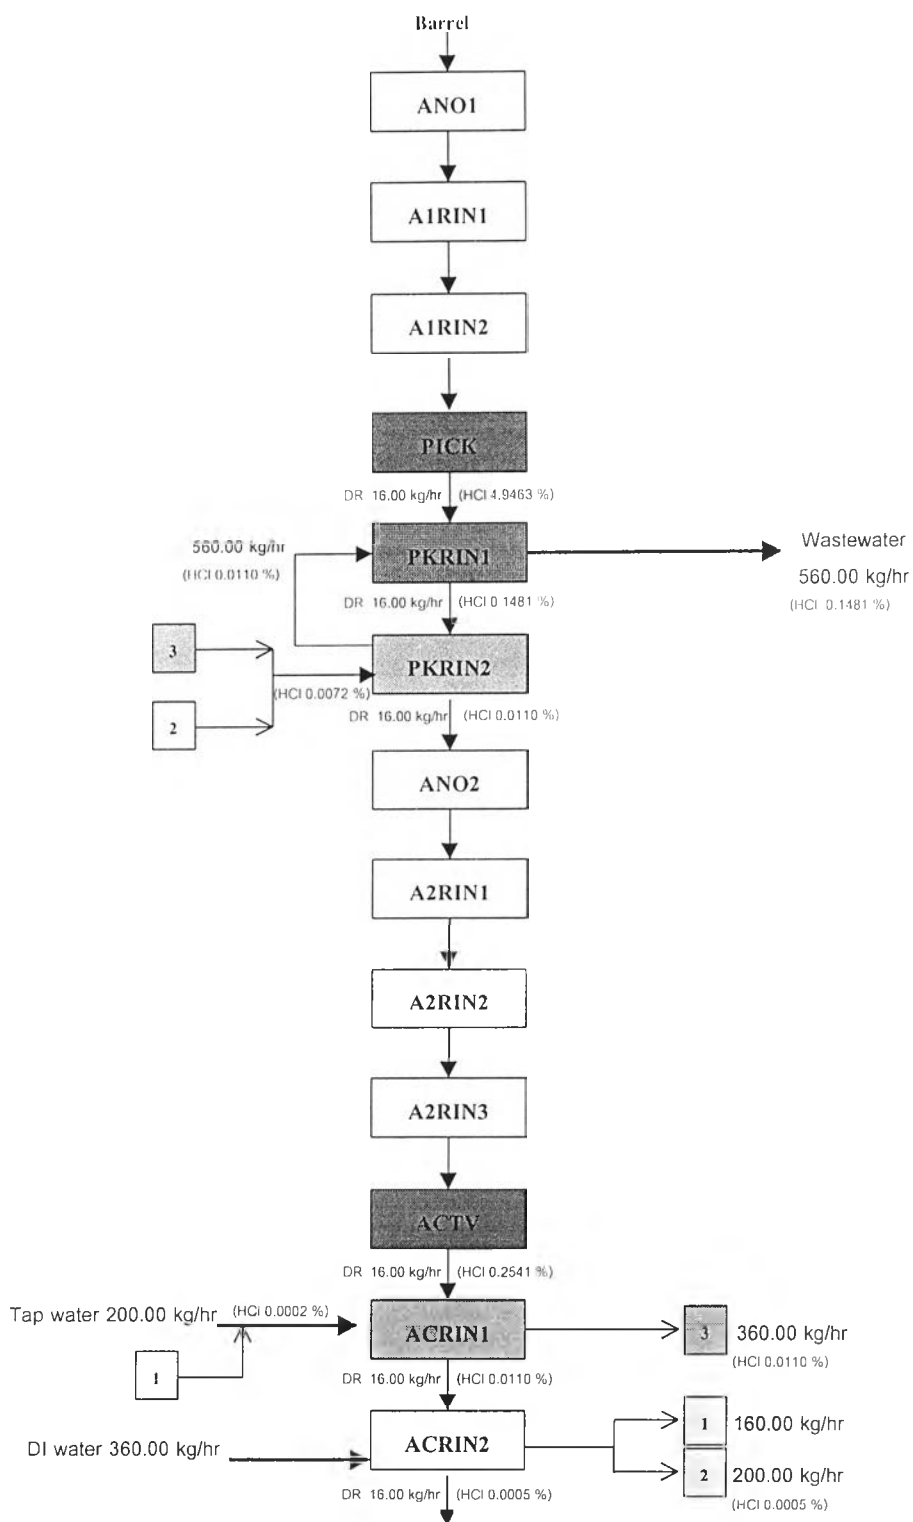 Barrel
ANO1
A1RIN1
A1RIN2
PICK
DR 16.00 kg/hr (HCl 4.9463 %)
560.00 kg/hr
(HCl 0.0110 %)
PKRIN1
Wastewater
560.00 kg/hr
(HCl 0.1481 %)
DR 16.00 kg/hr (HCl 0.1481 %)
3
PKRIN2
(HCl 0.0072 %)
2
DR 16.00 kg/hr (HCl 0.0110 %)
ANO2
A2RIN1
A2RIN2
A2RIN3
ACTV
DR 16.00 kg/hr (HCl 0.2541 %)
Tap water 200.00 kg/hr (HCl 0.0002 %)
ACRIN1
3 360.00 kg/hr
(HCl 0.0110 %)
1
DR 16.00 kg/hr (HCl 0.0110 %)
DI water 360.00 kg/hr
ACRIN2
1 160.00 kg/hr
2 200.00 kg/hr
(HCl 0.0005 %)
DR 16.00 kg/hr (HCl 0.0005 %)